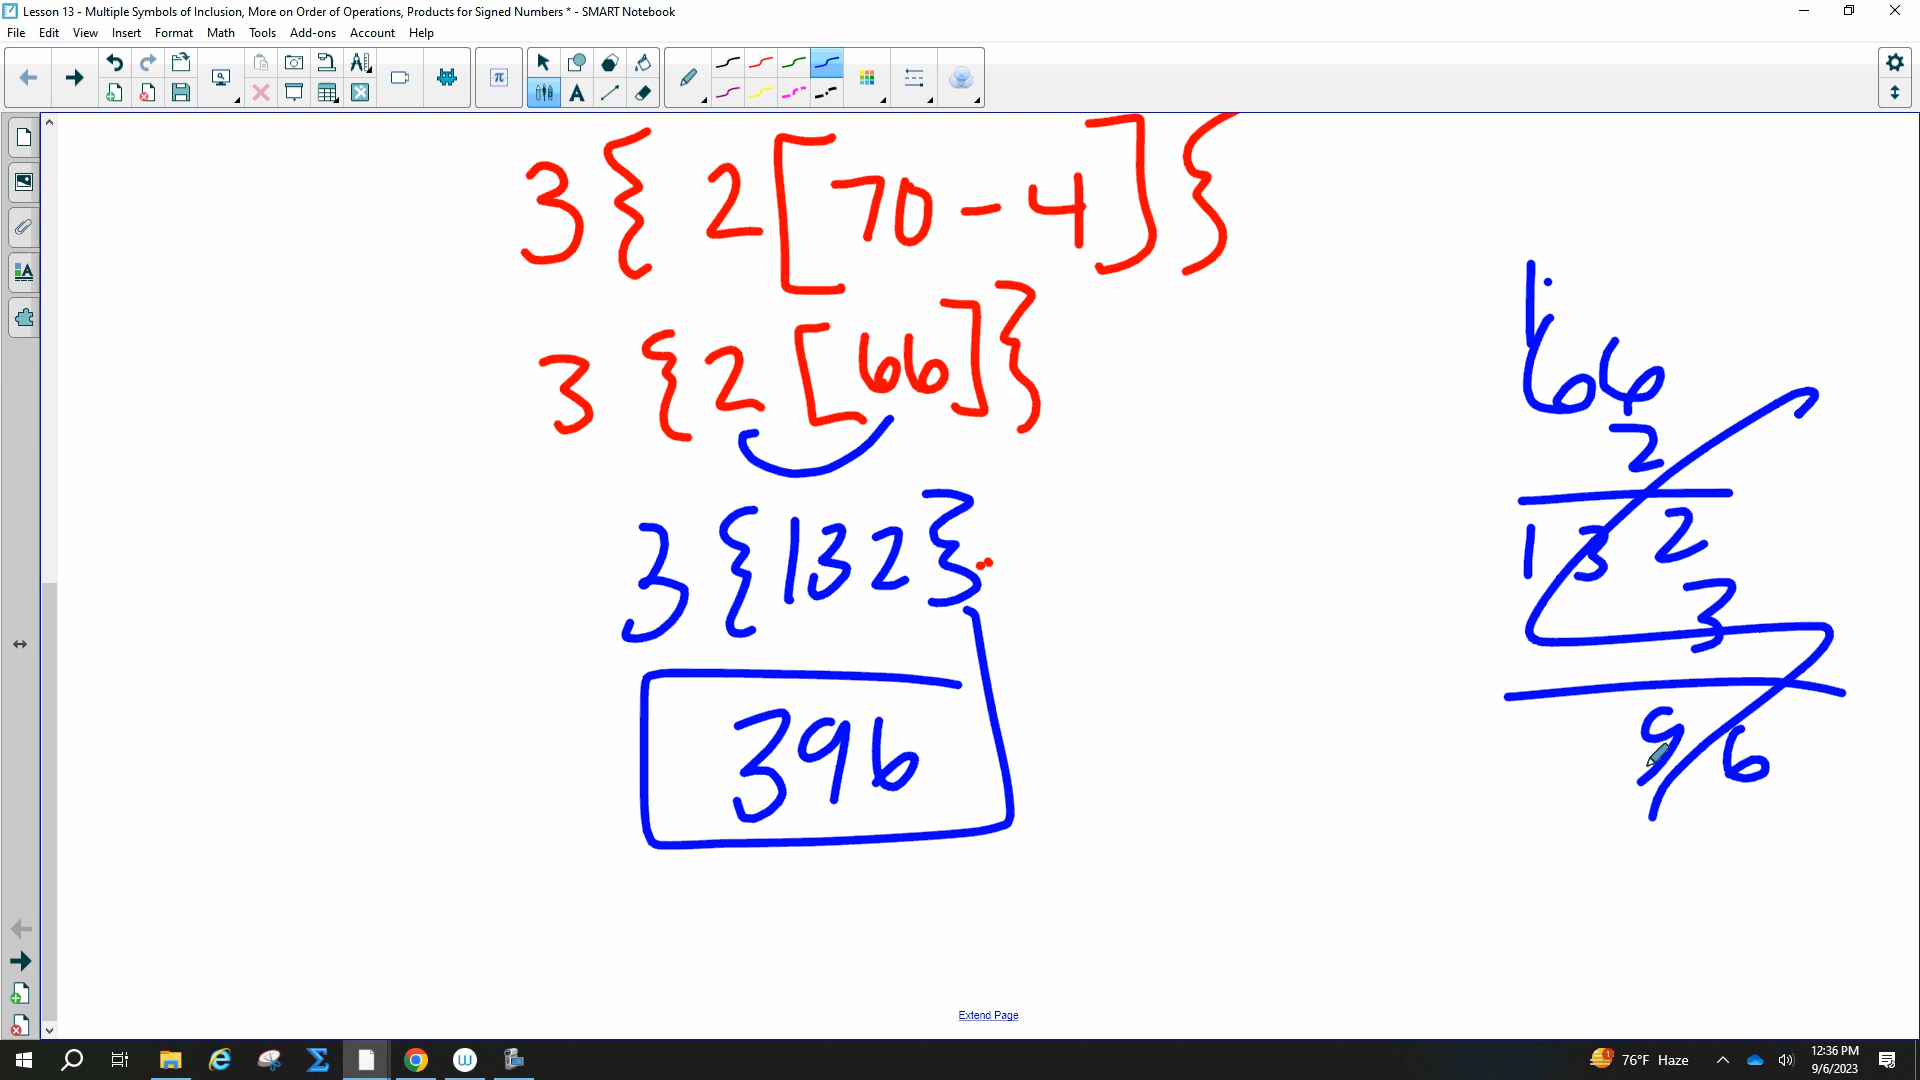 Lesson 13 - Multiple Symbols of Inclusion, More on Order of Operations, Products for Signed Numbers * - SMART Notebook
File Edit View Insert Format Math Tools Add-ons Account Help
3{2[70-4]}
3{2[66]}
3{132}
396
1
66
2
132
3
96
Extend Page
76°F Haze
12:36 PM
9/6/2023